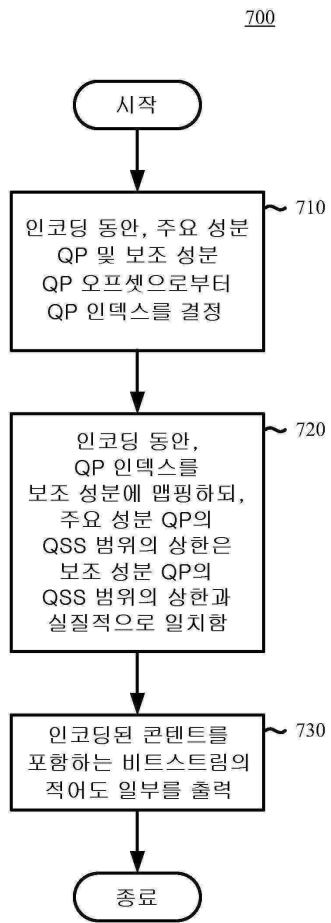 700
시작
710
인코딩 동안, 주요 성분
QP 및 보조 성분
QP 오프셋으로부터
QP 인덱스를 결정
720
인코딩 동안,
QP 인덱스를
보조 성분에 맵핑하되,
주요 성분 QP의
QSS 범위의 상한은
보조 성분 QP의
QSS 범위의 상한과
실질적으로 일치함
730
인코딩된 콘텐트를
포함하는 비트스트림의
적어도 일부를 출력
종료